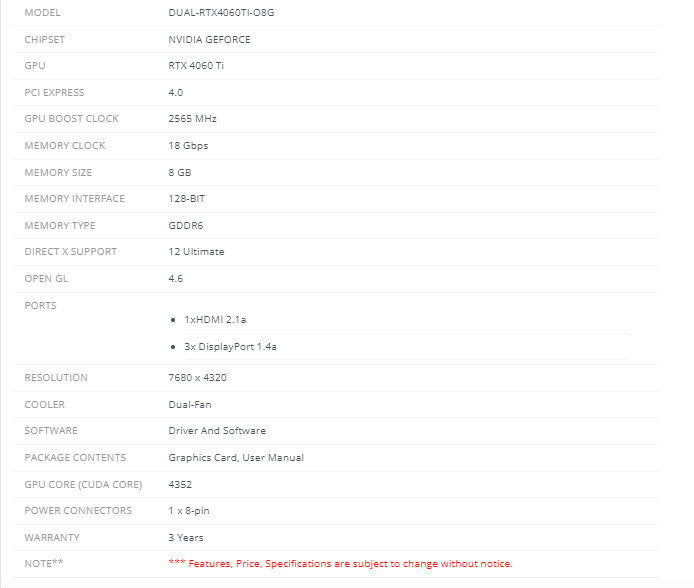 MODEL DUAL-RTX4060TI-O8G
CHIPSET NVIDIA GEFORCE
GPU RTX 4060 Ti
PCI EXPRESS 4.0
GPU BOOST CLOCK 2565 MHz
MEMORY CLOCK 18 Gbps
MEMORY SIZE 8 GB
MEMORY INTERFACE 128-BIT
MEMORY TYPE GDDR6
DIRECT X SUPPORT 12 Ultimate
OPEN GL 4.6
PORTS
• 1xHDMI 2.1a
• 3x DisplayPort 1.4a
RESOLUTION 7680 x 4320
COOLER Dual-Fan
SOFTWARE Driver And Software
PACKAGE CONTENTS Graphics Card, User Manual
GPU CORE (CUDA CORE) 4352
POWER CONNECTORS 1 x 8-pin
WARRANTY 3 Years
NOTE** *** Features, Price, Specifications are subject to change without notice.